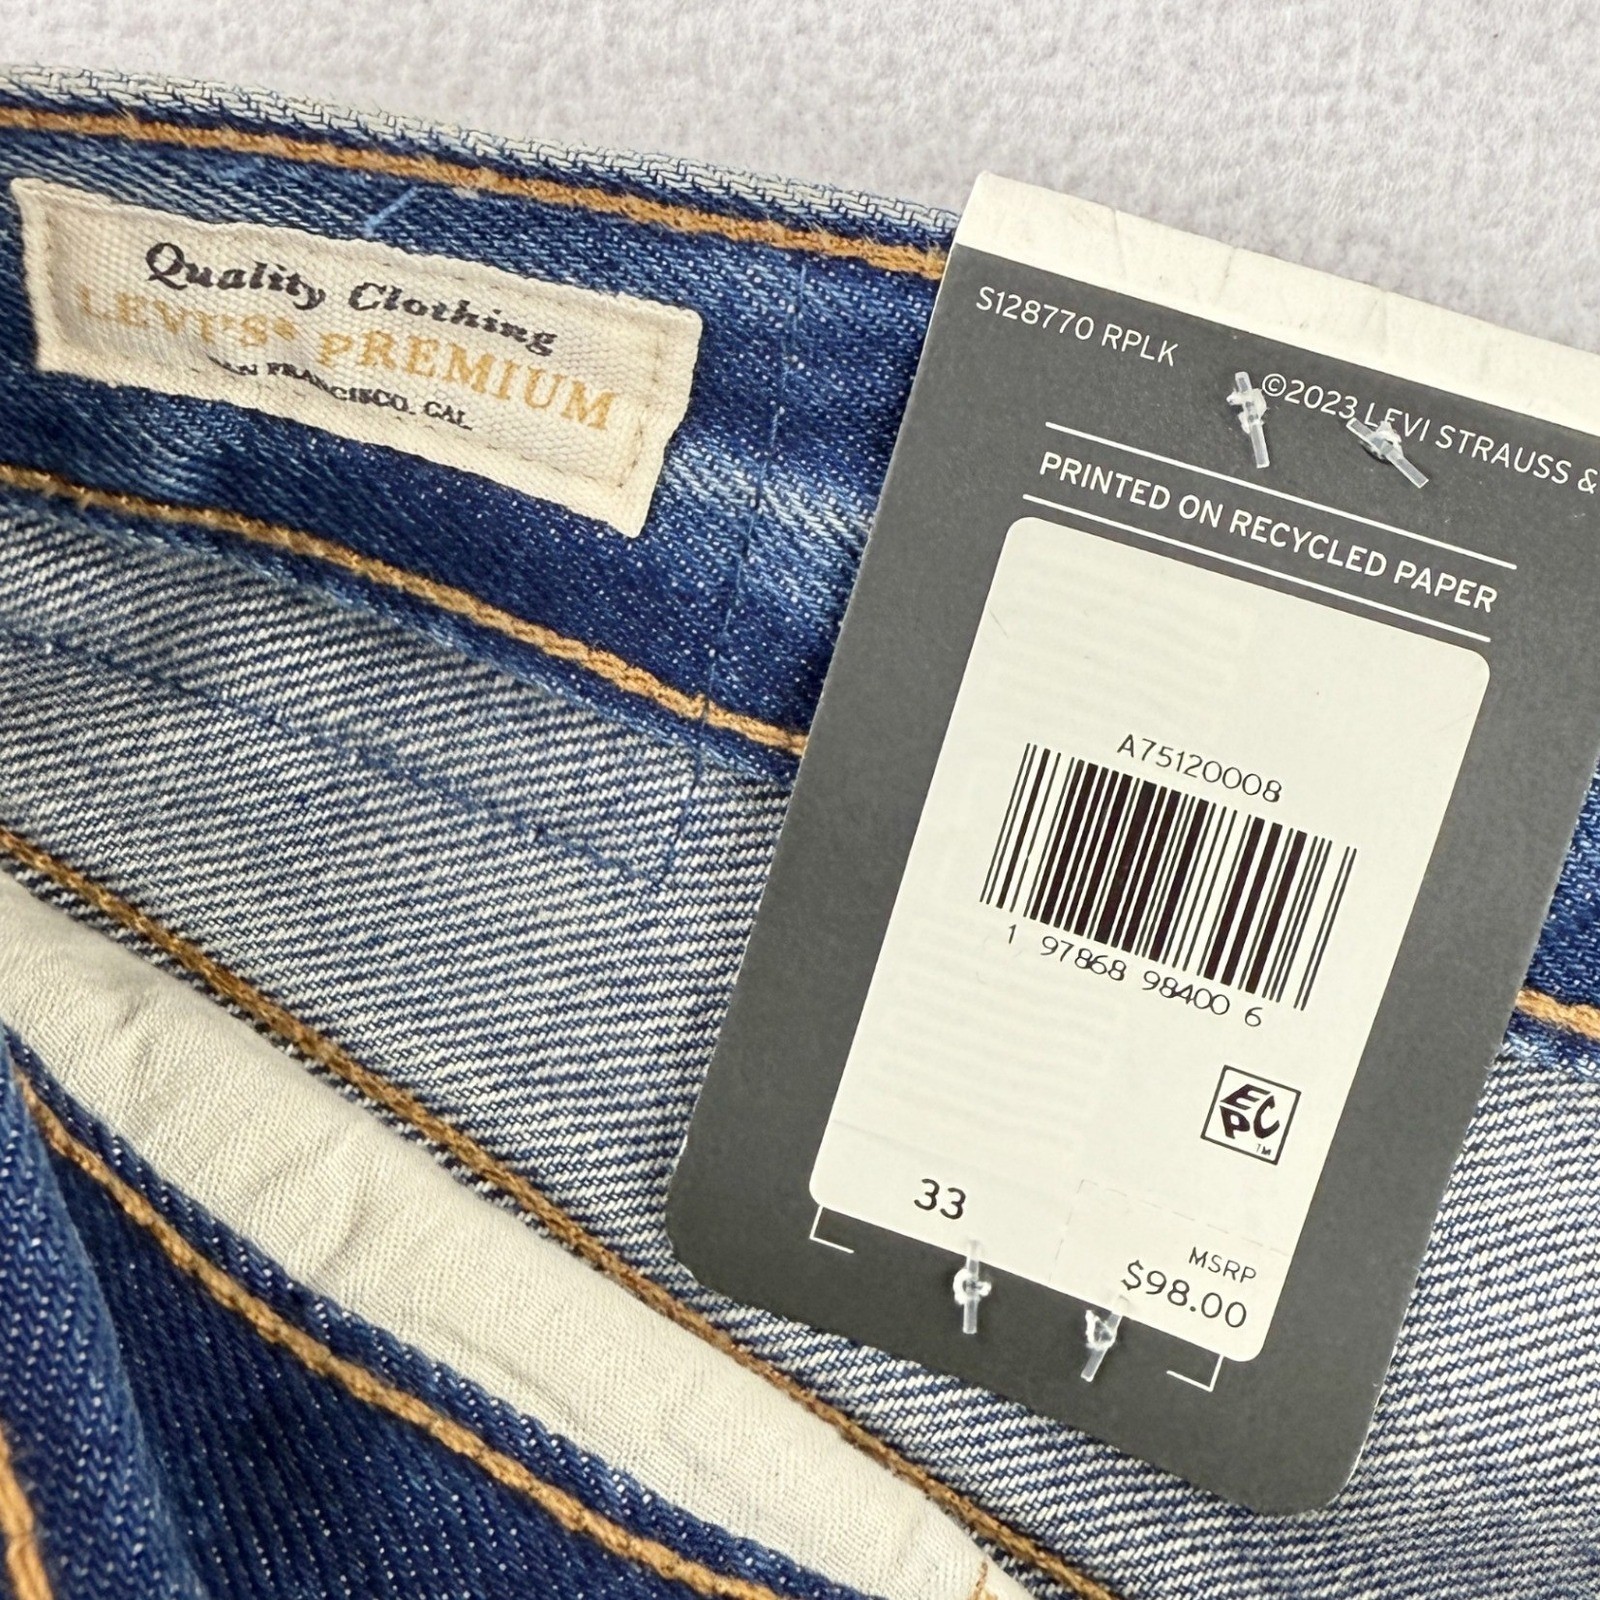 Quality Clothing
LEVI'S® PREMIUM
SAN FRANCISCO, CAL
S128770 RPLK
©2023 LEVI STRAUSS &
PRINTED ON RECYCLED PAPER
A75120008
1 97868 98400 6
EPC™
33
MSRP
$98.00